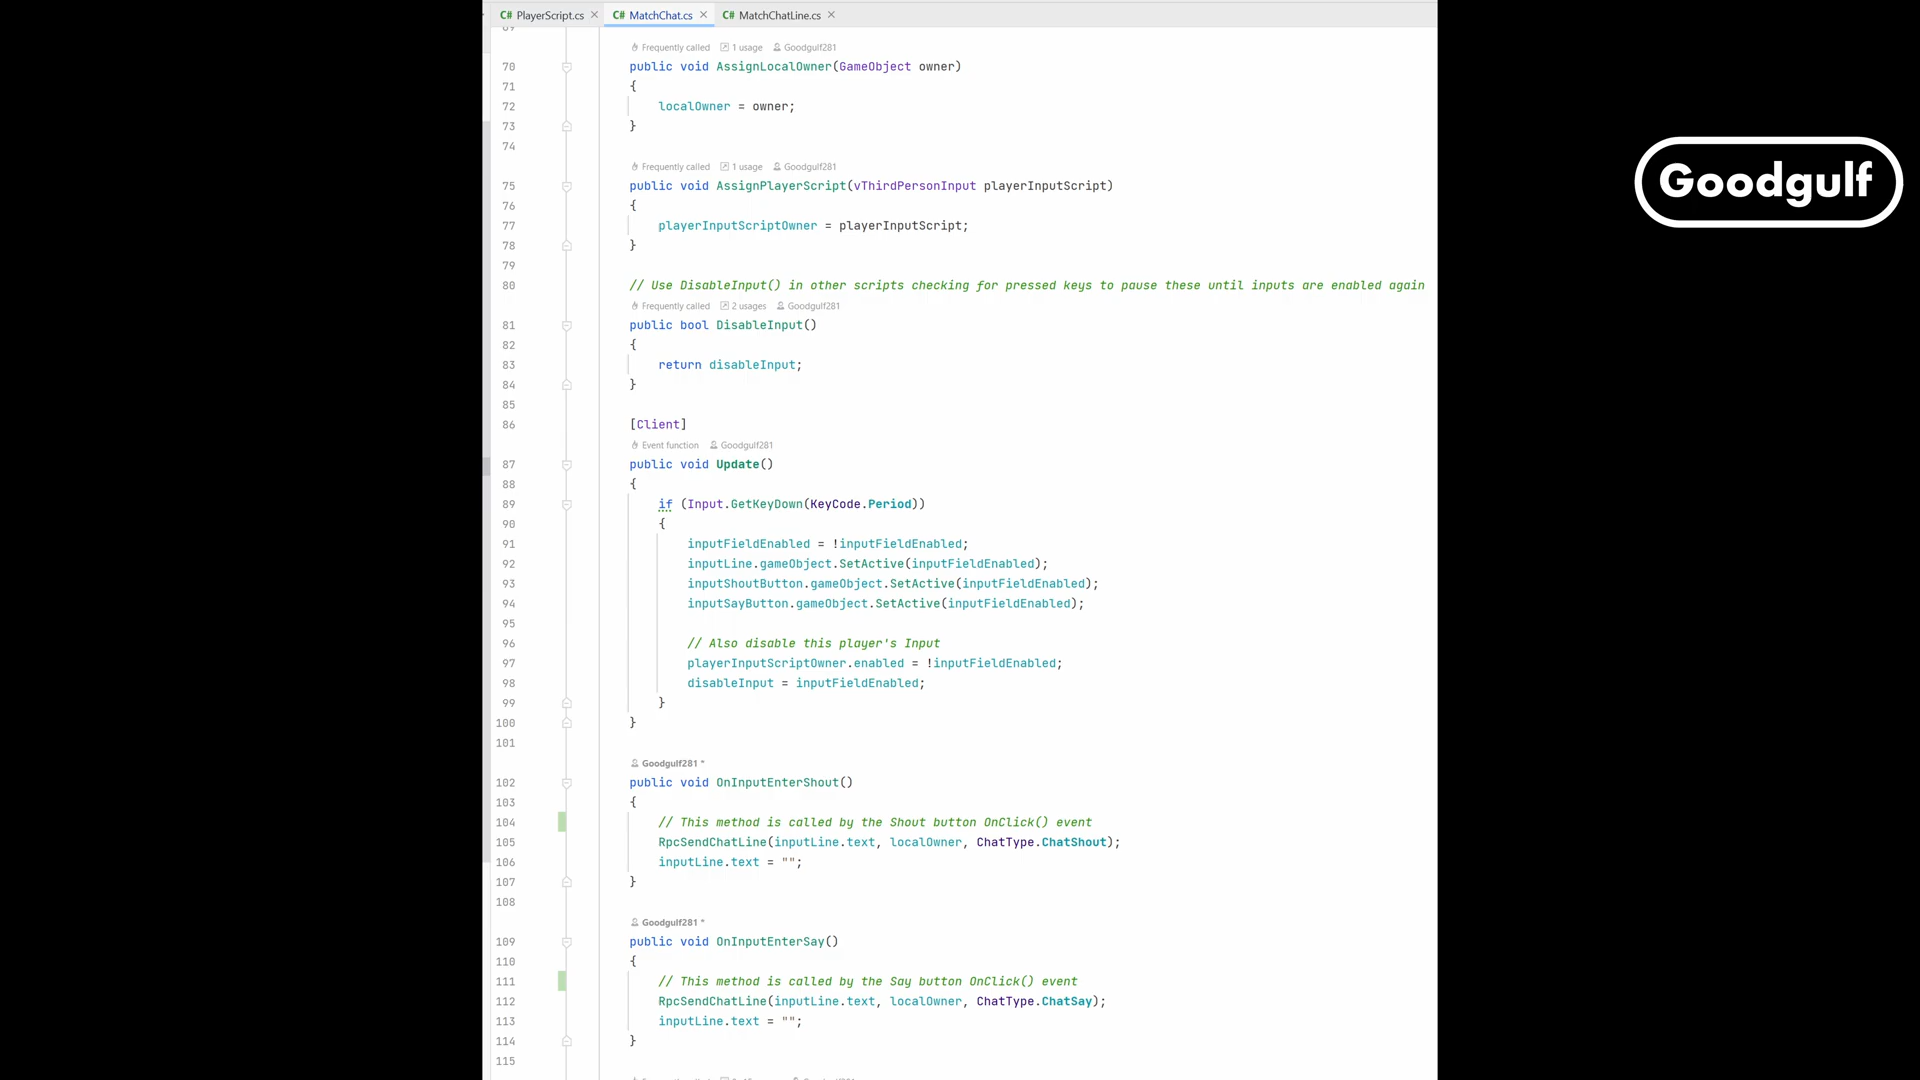 C# PlayerScript.cs
C# MatchChat.cs
C# MatchChatLine.cs
Goodgulf
Frequently called 1 usage Goodgulf281
70 public void AssignLocalOwner(GameObject owner)
71 {
72 localOwner = owner;
73 }
74
Frequently called 1 usage Goodgulf281
75 public void AssignPlayerScript(vThirdPersonInput playerInputScript)
76 {
77 playerInputScriptOwner = playerInputScript;
78 }
79
80 // Use DisableInput() in other scripts checking for pressed keys to pause these until inputs are enabled again
Frequently called 2 usages Goodgulf281
81 public bool DisableInput()
82 {
83 return disableInput;
84 }
85
86 [Client]
Event function Goodgulf281
87 public void Update()
88 {
89 if (Input.GetKeyDown(KeyCode.Period))
90 {
91 inputFieldEnabled = !inputFieldEnabled;
92 inputLine.gameObject.SetActive(inputFieldEnabled);
93 inputShoutButton.gameObject.SetActive(inputFieldEnabled);
94 inputSayButton.gameObject.SetActive(inputFieldEnabled);
95
96 // Also disable this player's Input
97 playerInputScriptOwner.enabled = !inputFieldEnabled;
98 disableInput = inputFieldEnabled;
99 }
100 }
101
Goodgulf281 *
102 public void OnInputEnterShout()
103 {
104 // This method is called by the Shout button OnClick() event
105 RpcSendChatLine(inputLine.text, localOwner, ChatType.ChatShout);
106 inputLine.text = "";
107 }
108
Goodgulf281 *
109 public void OnInputEnterSay()
110 {
111 // This method is called by the Say button OnClick() event
112 RpcSendChatLine(inputLine.text, localOwner, ChatType.ChatSay);
113 inputLine.text = "";
114 }
115